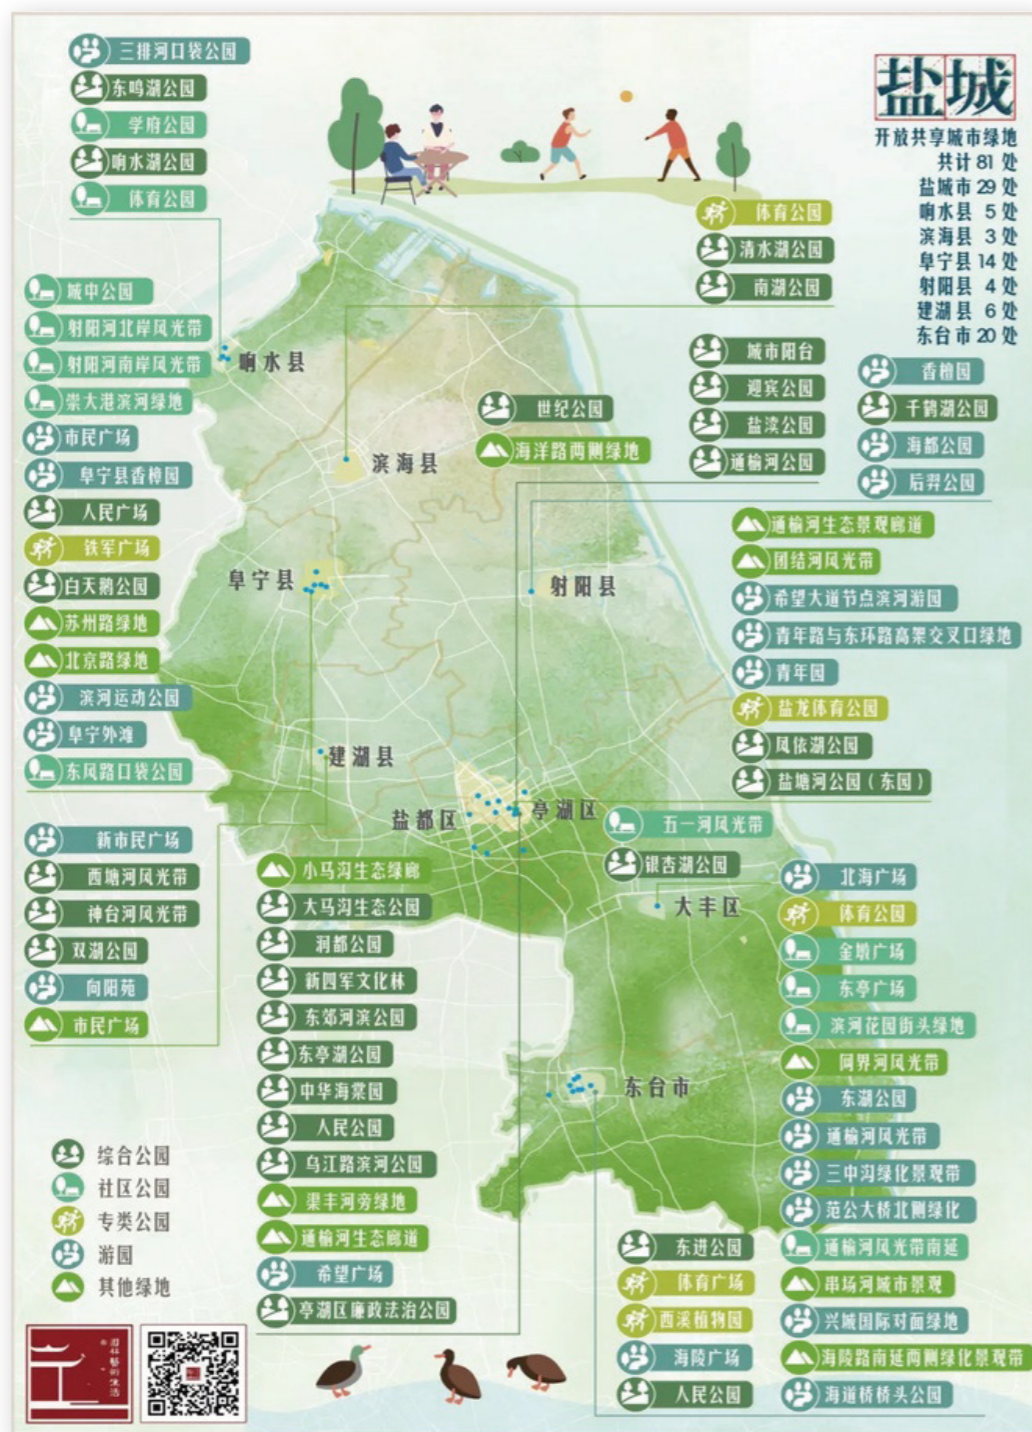 盐城
开放共享城市绿地
共计 81 处
盐城市 29 处
响水县 5 处
滨海县 3 处
阜宁县 14 处
射阳县 4 处
建湖县 6 处
东台市 20 处
三排河口袋公园
东鸣湖公园
学府公园
响水湖公园
体育公园
体育公园
清水湖公园
南湖公园
城中公园
射阳河北岸风光带
射阳河南岸风光带
崇大港滨河绿地
市民广场
阜宁县香樟园
人民广场
铁军广场
白天鹅公园
苏州路绿地
北京路绿地
滨河运动公园
阜宁外滩
东风路口袋公园
世纪公园
海洋路两侧绿地
城市阳台
迎宾公园
盐渎公园
通榆河公园
香樟园
千鹤湖公园
海都公园
后羿公园
通榆河生态景观廊道
团结河风光带
希望大道节点滨河游园
青年路与东环路高架交叉口绿地
青年园
盐龙体育公园
凤依湖公园
盐塘河公园（东园）
响水县
滨海县
阜宁县
射阳县
建湖县
盐都区
亭湖区
大丰区
东台市
五一河风光带
银杏湖公园
新市民广场
西塘河风光带
神台河风光带
双湖公园
向阳苑
市民广场
小马沟生态绿廊
大马沟生态公园
润都公园
新四军文化林
东郊河滨公园
东亭湖公园
中华海棠园
人民公园
乌江路滨河公园
渠丰河旁绿地
通榆河生态廊道
希望广场
亭湖区廉政法治公园
北海广场
体育公园
金墩广场
东亭广场
滨河花园街头绿地
同界河风光带
东湖公园
通榆河风光带
三中沟绿化景观带
范公大桥北侧绿化
通榆河风光带南延
串场河城市景观
兴城国际对面绿地
海陵路南延两侧绿化景观带
海道桥桥头公园
东进公园
体育广场
西溪植物园
海陵广场
人民公园
综合公园
社区公园
专类公园
游园
其他绿地
园林艺术生活